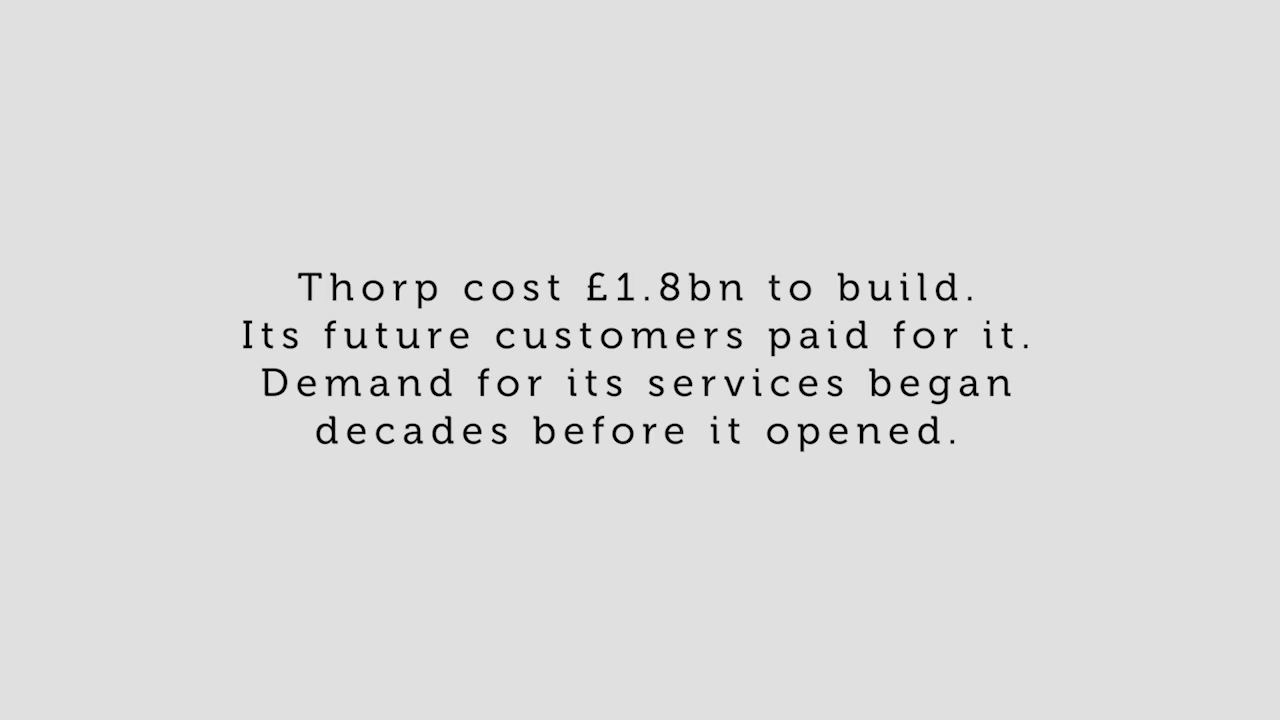 Thorp cost £1.8bn to build.
Its future customers paid for it.
Demand for its services began
decades before it opened.